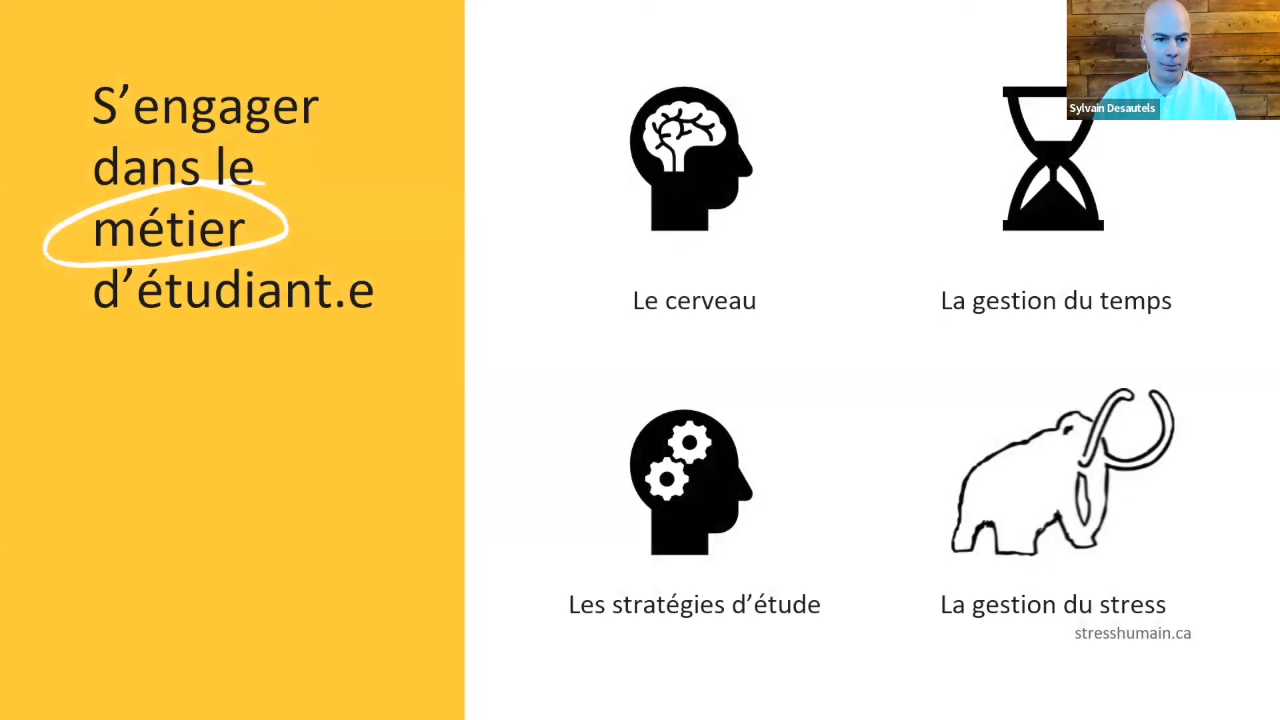 S’engager
dans le
métier
d’étudiant.e
Sylvain Desautels
Le cerveau
La gestion du temps
Les stratégies d’étude
La gestion du stress
stresshumain.ca